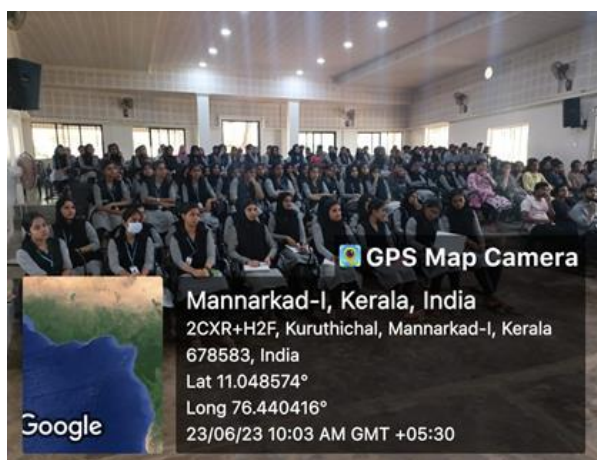 GPS Map Camera
Mannarkad-I, Kerala, India
2CXR+H2F, Kuruthichal, Mannarkad-I, Kerala
678583, India
Lat 11.048574°
Long 76.440416°
23/06/23 10:03 AM GMT +05:30
Google